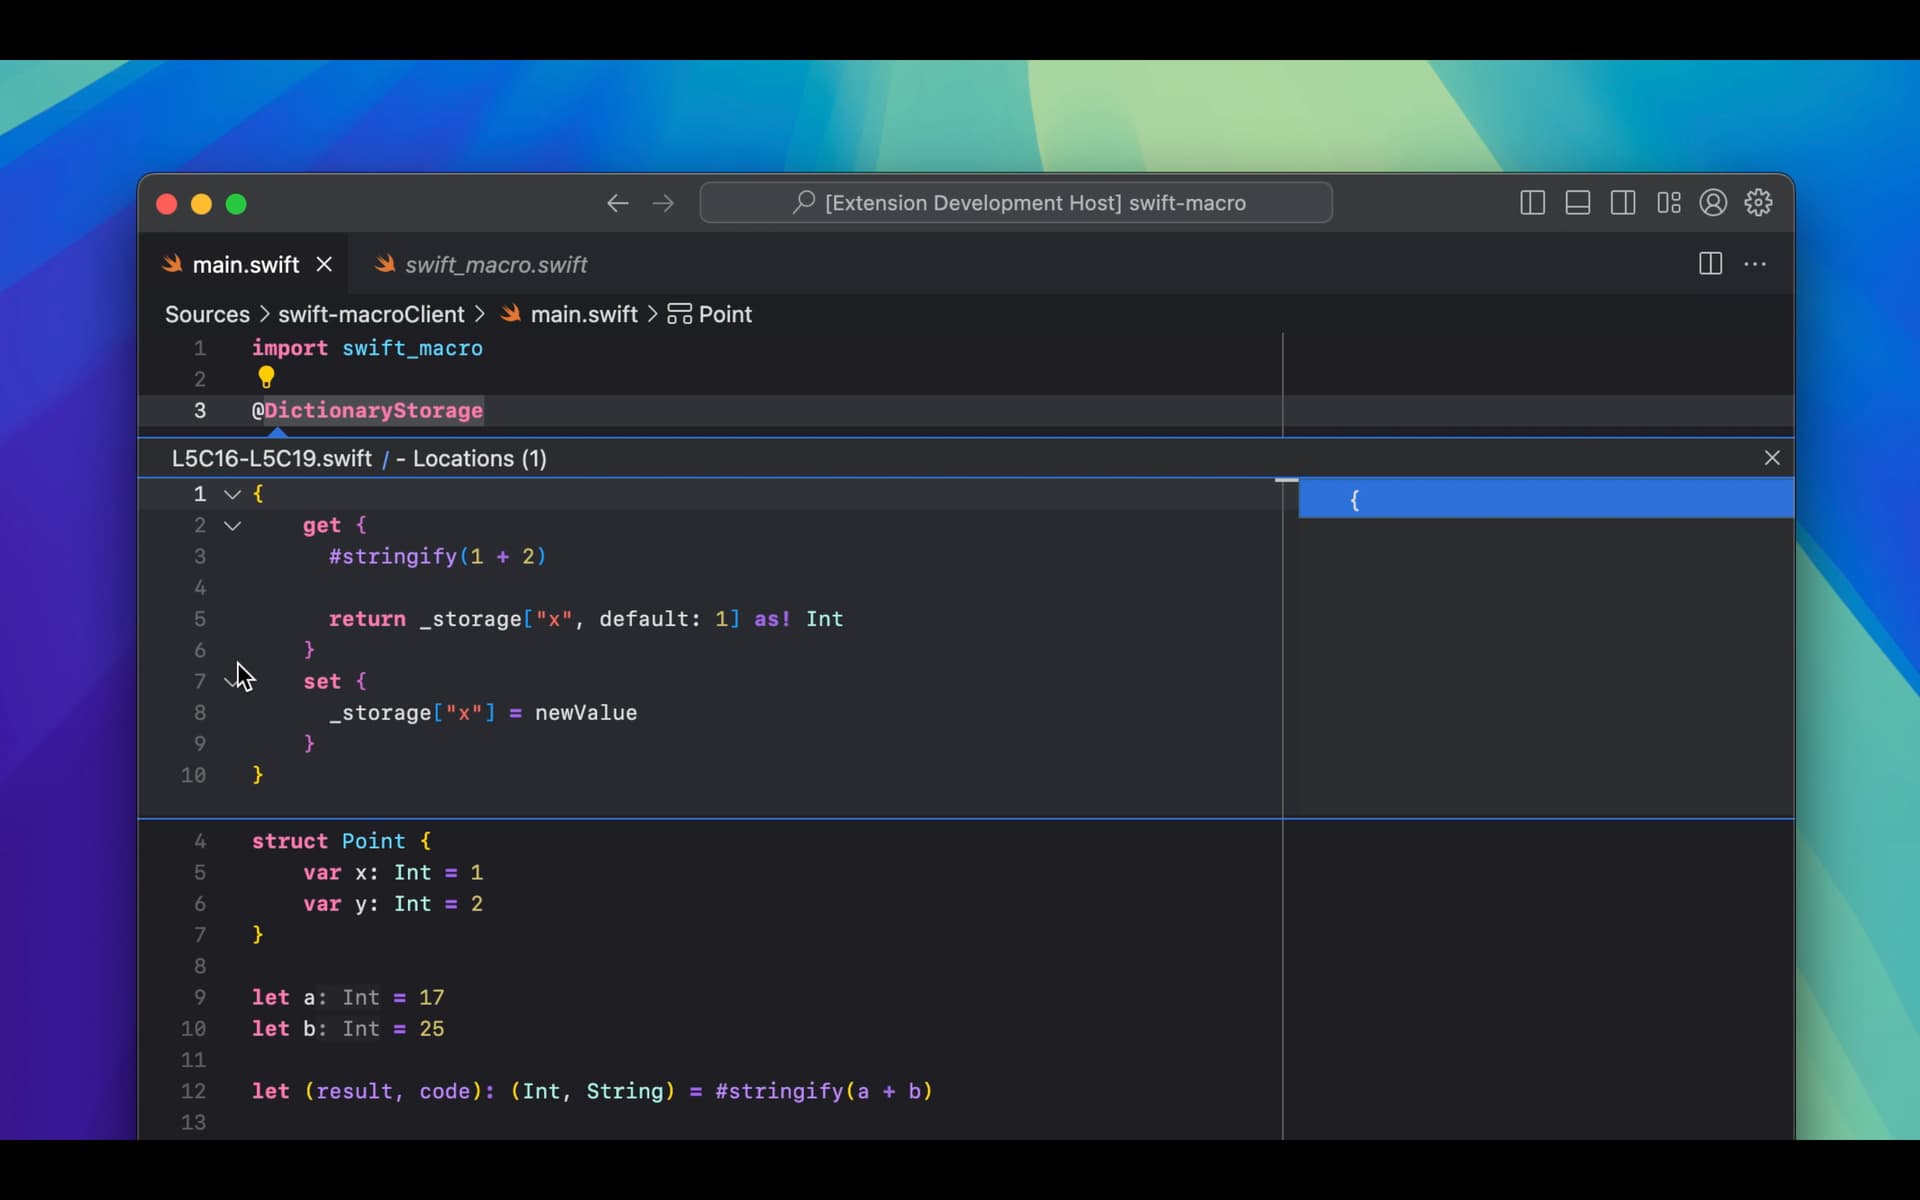 [Extension Development Host] swift-macro
main.swift
swift_macro.swift
Sources > swift-macroClient > main.swift > Point
1 import swift_macro
2
3 @DictionaryStorage
L5C16-L5C19.swift / - Locations (1)
1 {
2 get {
3 #stringify(1 + 2)
4
5 return _storage["x", default: 1] as! Int
6 }
7 set {
8 _storage["x"] = newValue
9 }
10 }
{
4 struct Point {
5 var x: Int = 1
6 var y: Int = 2
7 }
8
9 let a: Int = 17
10 let b: Int = 25
11
12 let (result, code): (Int, String) = #stringify(a + b)
13